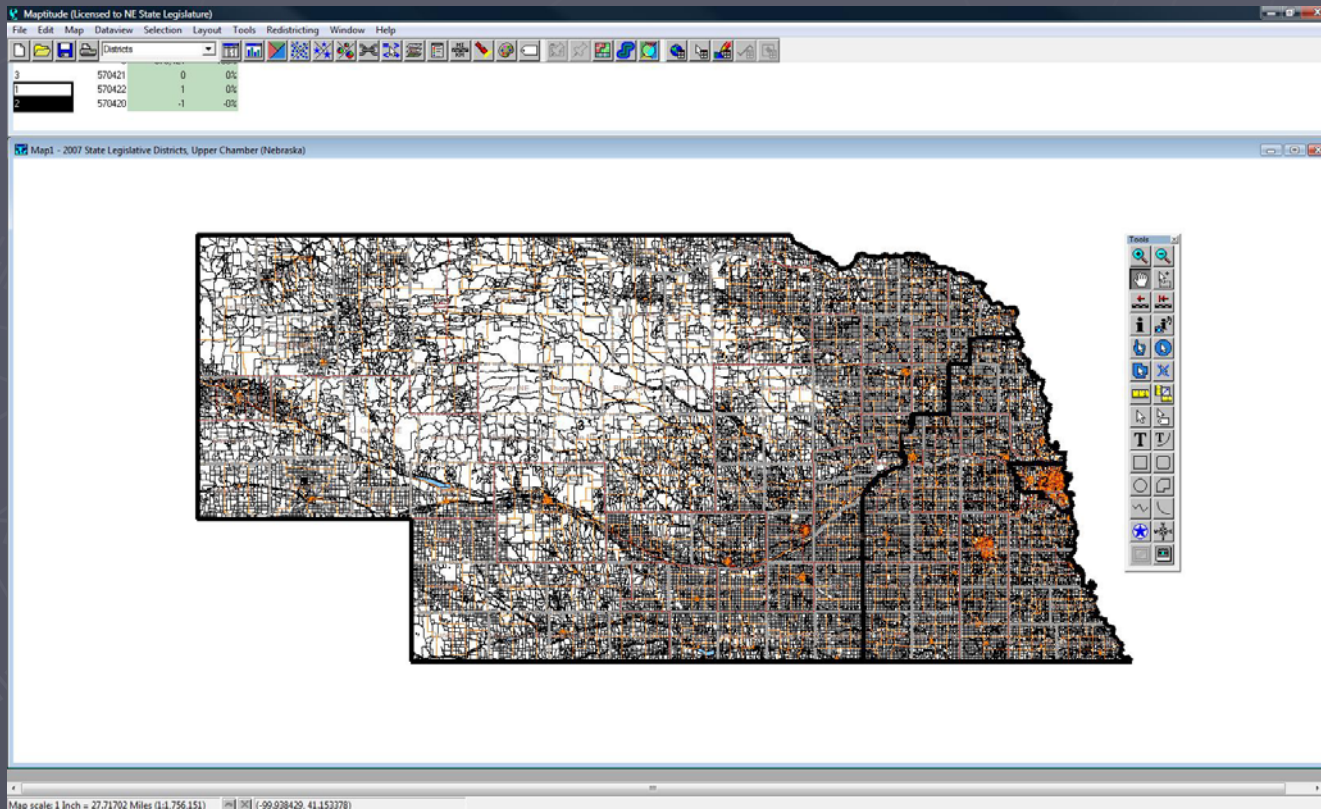 Maptitude (Licensed to NE State Legislature)
File Edit Map Dataview Selection Layout Tools Redistricting Window Help
Districts
3 570421 0 0%
1 570422 1 0%
2 570420 -1 -0%
Map1 - 2007 State Legislative Districts, Upper Chamber (Nebraska)
Tools
3
Map scale: 1 Inch = 27.71702 Miles (1:1,756,151) (-99.938429, 41.153378)